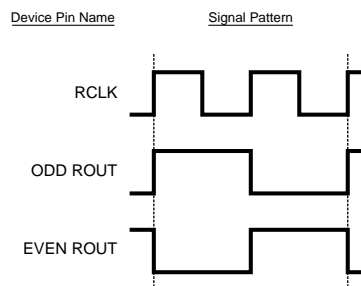 Device Pin Name
Signal Pattern
RCLK
ODD ROUT
EVEN ROUT